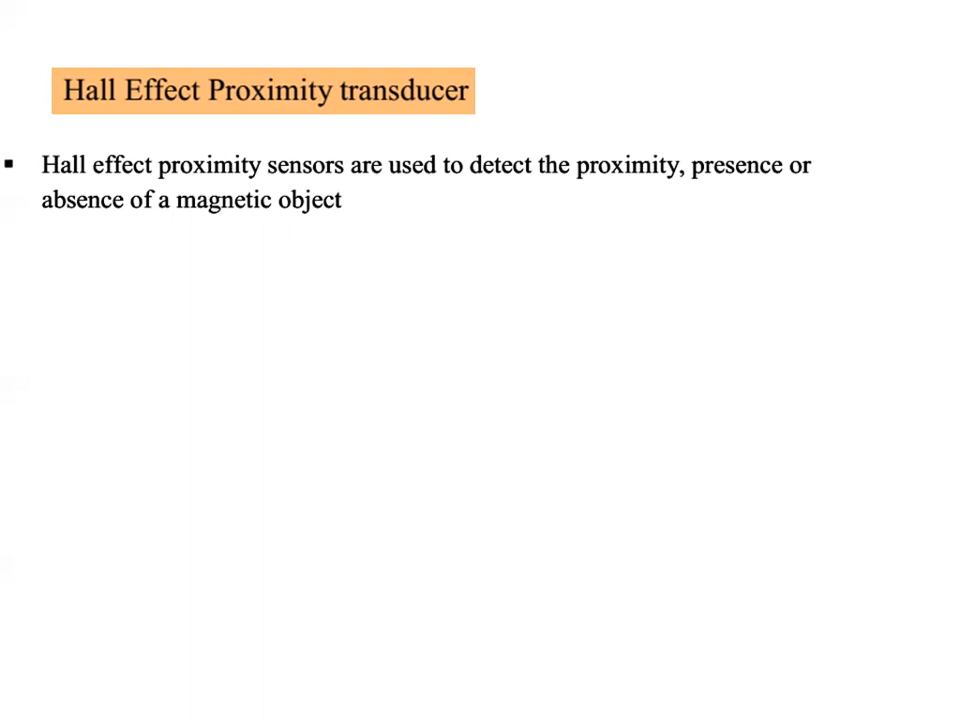 Hall Effect Proximity transducer
▪ Hall effect proximity sensors are used to detect the proximity, presence or
absence of a magnetic object